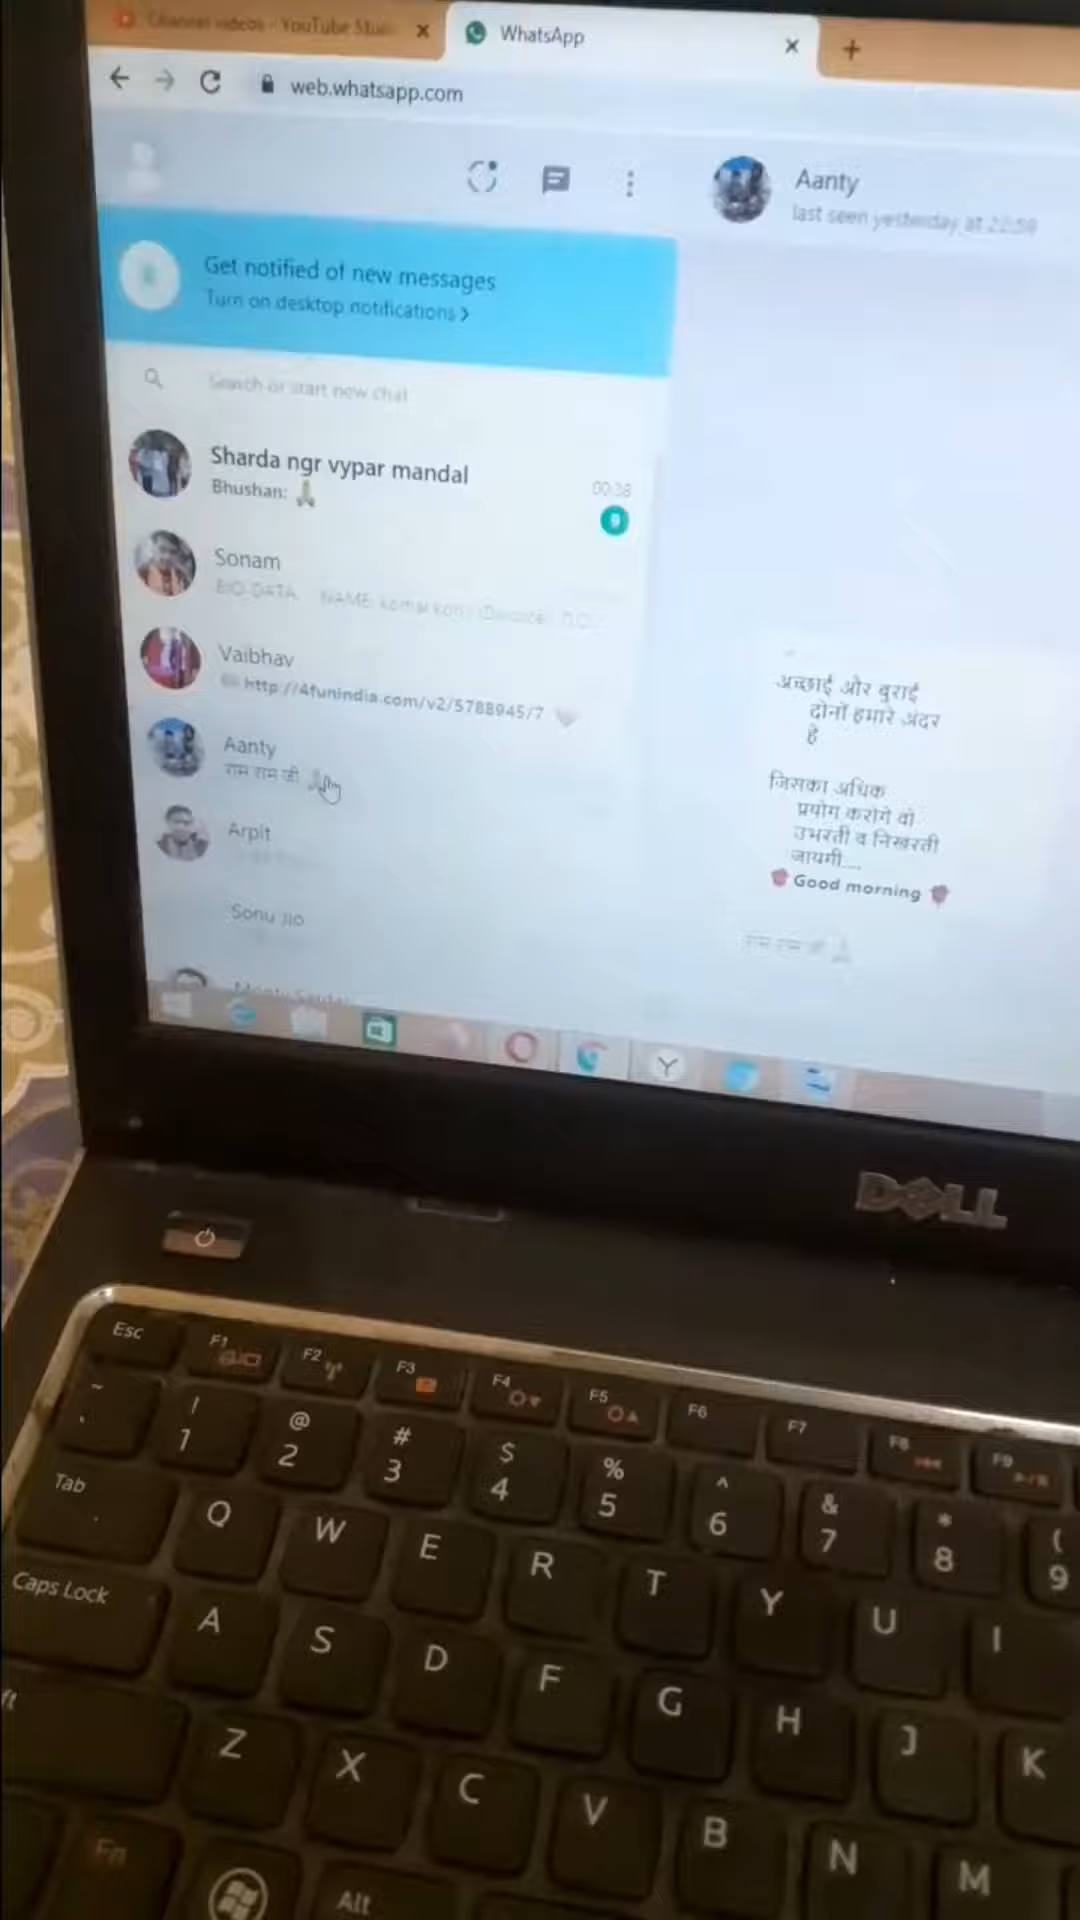 Channel videos - YouTube Studi
WhatsApp
web.whatsapp.com
Aanty
last seen yesterday at 22:59
Get notified of new messages
Turn on desktop notifications >
Search or start new chat
Sharda ngr vypar mandal
00:38
Bhushan: 🙏
9
Sonam
BIO-DATA NAME: komal
Vaibhav
http://4funindia.com/v2/5788945/7
Aanty
राम राम जी 🙏
Arpit
Sonu jio
अच्छाई और बुराई
दोनों हमारे अंदर
हे
जिसका अधिक
प्रयोग करोगे वो
उभरती व निखरती
जायगी....
🌹 Good morning 🌹
राम राम जी 🙏
DELL
Esc F1 F2 F3 F4 F5 F6 F7 F8 F9
~ ! @ # $ % ^ & * (
1 2 3 4 5 6 7 8 9
Tab Q W E R T Y U I
Caps Lock A S D F G H J K
ft Z X C V B N M
Fn Alt